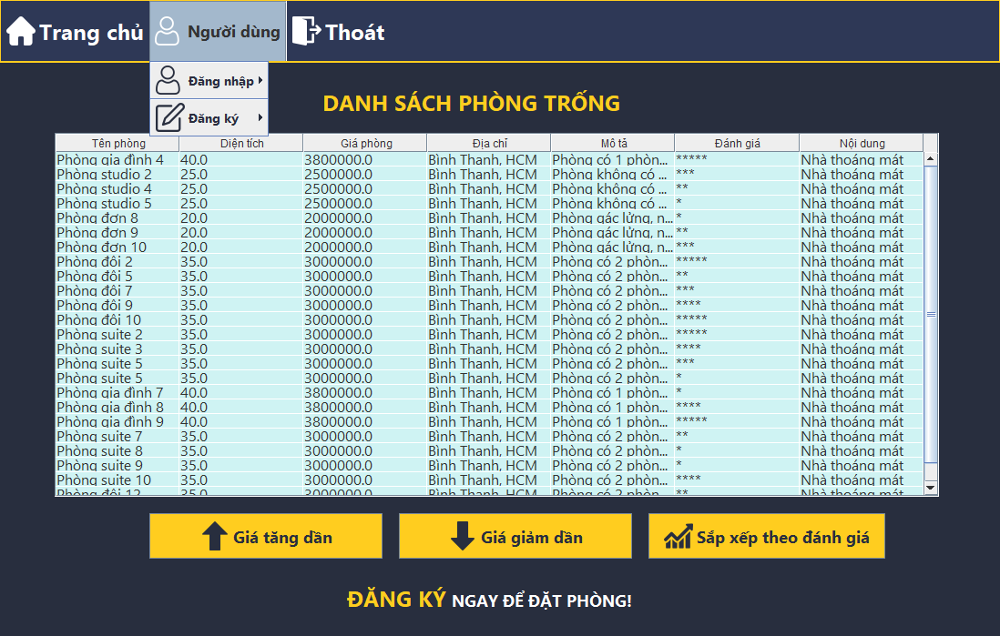 Trang chủ Người dùng Thoát
Đăng nhập
Đăng ký
DANH SÁCH PHÒNG TRỐNG
Tên phòng Diện tích Giá phòng Địa chỉ Mô tả Đánh giá Nội dung
Phòng gia đình 4 40.0 3800000.0 Bình Thanh, HCM Phòng có 1 phòn... ***** Nhà thoáng mát
Phòng studio 2 25.0 2500000.0 Bình Thanh, HCM Phòng không có ... *** Nhà thoáng mát
Phòng studio 4 25.0 2500000.0 Bình Thanh, HCM Phòng không có ... ** Nhà thoáng mát
Phòng studio 5 25.0 2500000.0 Bình Thanh, HCM Phòng không có ... * Nhà thoáng mát
Phòng đơn 8 20.0 2000000.0 Bình Thanh, HCM Phòng gác lửng, n... * Nhà thoáng mát
Phòng đơn 9 20.0 2000000.0 Bình Thanh, HCM Phòng gác lửng, n... ** Nhà thoáng mát
Phòng đơn 10 20.0 2000000.0 Bình Thanh, HCM Phòng gác lửng, n... *** Nhà thoáng mát
Phòng đôi 2 35.0 3000000.0 Bình Thanh, HCM Phòng có 2 phòn... ***** Nhà thoáng mát
Phòng đôi 5 35.0 3000000.0 Bình Thanh, HCM Phòng có 2 phòn... ** Nhà thoáng mát
Phòng đôi 7 35.0 3000000.0 Bình Thanh, HCM Phòng có 2 phòn... *** Nhà thoáng mát
Phòng đôi 9 35.0 3000000.0 Bình Thanh, HCM Phòng có 2 phòn... **** Nhà thoáng mát
Phòng đôi 10 35.0 3000000.0 Bình Thanh, HCM Phòng có 2 phòn... ***** Nhà thoáng mát
Phòng suite 2 35.0 3000000.0 Bình Thanh, HCM Phòng có 2 phòn... ***** Nhà thoáng mát
Phòng suite 3 35.0 3000000.0 Bình Thanh, HCM Phòng có 2 phòn... **** Nhà thoáng mát
Phòng suite 5 35.0 3000000.0 Bình Thanh, HCM Phòng có 2 phòn... *** Nhà thoáng mát
Phòng suite 5 35.0 3000000.0 Bình Thanh, HCM Phòng có 2 phòn... * Nhà thoáng mát
Phòng gia đình 7 40.0 3800000.0 Bình Thanh, HCM Phòng có 1 phòn... * Nhà thoáng mát
Phòng gia đình 8 40.0 3800000.0 Bình Thanh, HCM Phòng có 1 phòn... **** Nhà thoáng mát
Phòng gia đình 9 40.0 3800000.0 Bình Thanh, HCM Phòng có 1 phòn... ***** Nhà thoáng mát
Phòng suite 7 35.0 3000000.0 Bình Thanh, HCM Phòng có 2 phòn... ** Nhà thoáng mát
Phòng suite 8 35.0 3000000.0 Bình Thanh, HCM Phòng có 2 phòn... * Nhà thoáng mát
Phòng suite 9 35.0 3000000.0 Bình Thanh, HCM Phòng có 2 phòn... * Nhà thoáng mát
Phòng suite 10 35.0 3000000.0 Bình Thanh, HCM Phòng có 2 phòn... **** Nhà thoáng mát
Phòng đôi 12 35.0 3000000.0 Bình Thanh, HCM Phòng có 2 phòn... ** Nhà thoáng mát
Giá tăng dần Giá giảm dần Sắp xếp theo đánh giá
ĐĂNG KÝ NGAY ĐỂ ĐẶT PHÒNG!